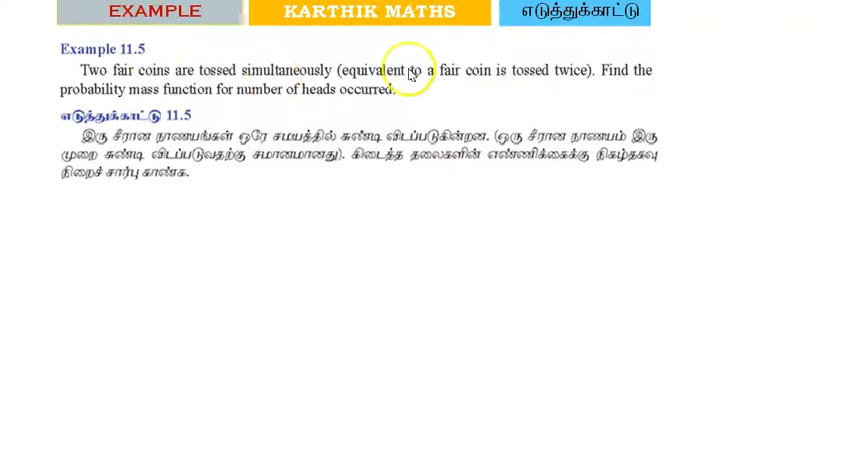 EXAMPLE
KARTHIK MATHS
எடுத்துக்காட்டு
Example 11.5
Two fair coins are tossed simultaneously (equivalent to a fair coin is tossed twice). Find the
probability mass function for number of heads occurred.
எடுத்துக்காட்டு 11.5
இரு சீரான நாணயங்கள் ஒரே சமயத்தில் சுண்டி விடப்படுகின்றன. (ஒரு சீரான நாணயம் இரு
முறை சுண்டி விடப்படுவதற்கு சமானமானது). கிடைத்த தலைகளின் எண்ணிக்கைக்கு நிகழ்தகவு
நிறைச் சார்பு காண்க.